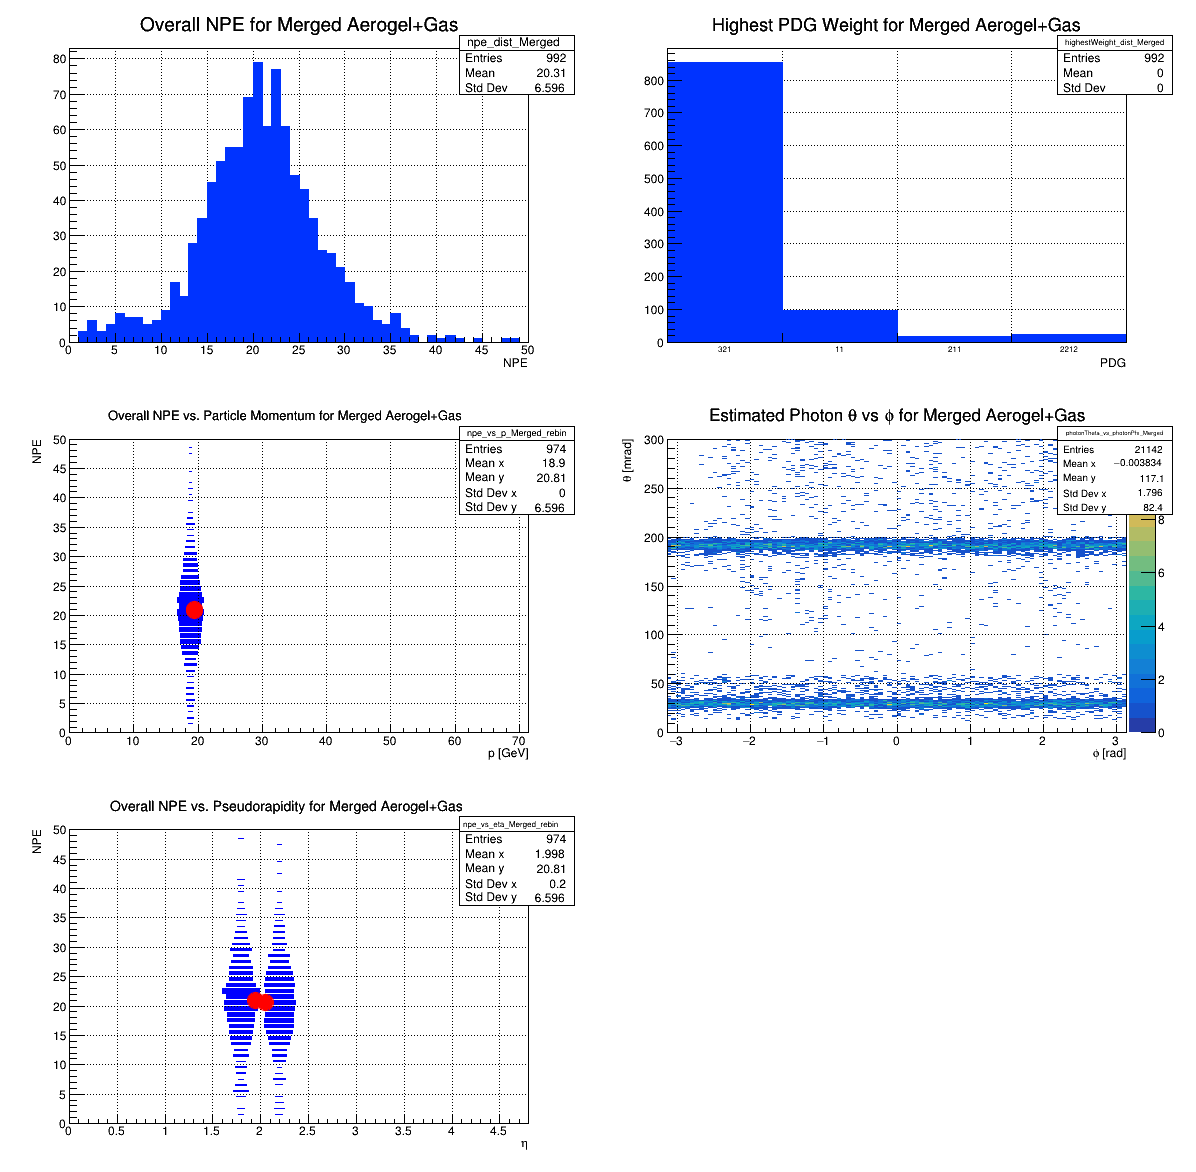 Overall NPE for Merged Aerogel+Gas
npe_dist_Merged
Entries 992
Mean 20.31
Std Dev 6.596
80
70
60
50
40
30
20
10
0
0 5 10 15 20 25 30 35 40 45 50
NPE
Highest PDG Weight for Merged Aerogel+Gas
highestWeight_dist_Merged
Entries 992
Mean 0
Std Dev 0
800
700
600
500
400
300
200
100
0
321 11 211 2212
PDG
Overall NPE vs. Particle Momentum for Merged Aerogel+Gas
npe_vs_p_Merged_rebin
Entries 974
Mean x 18.9
Mean y 20.81
Std Dev x 0
Std Dev y 6.596
NPE
50
45
40
35
30
25
20
15
10
5
0
0 10 20 30 40 50 60 70
p [GeV]
Estimated Photon θ vs ϕ for Merged Aerogel+Gas
photonTheta_vs_photonPhi_Merged
Entries 21142
Mean x −0.003834
Mean y 117.1
Std Dev x 1.796
Std Dev y 82.4
θ [mrad]
300
250
200
150
100
50
0
−3 −2 −1 0 1 2 3
ϕ [rad]
8
6
4
2
0
Overall NPE vs. Pseudorapidity for Merged Aerogel+Gas
npe_vs_eta_Merged_rebin
Entries 974
Mean x 1.998
Mean y 20.81
Std Dev x 0.2
Std Dev y 6.596
NPE
50
45
40
35
30
25
20
15
10
5
0
0 0.5 1 1.5 2 2.5 3 3.5 4 4.5
η